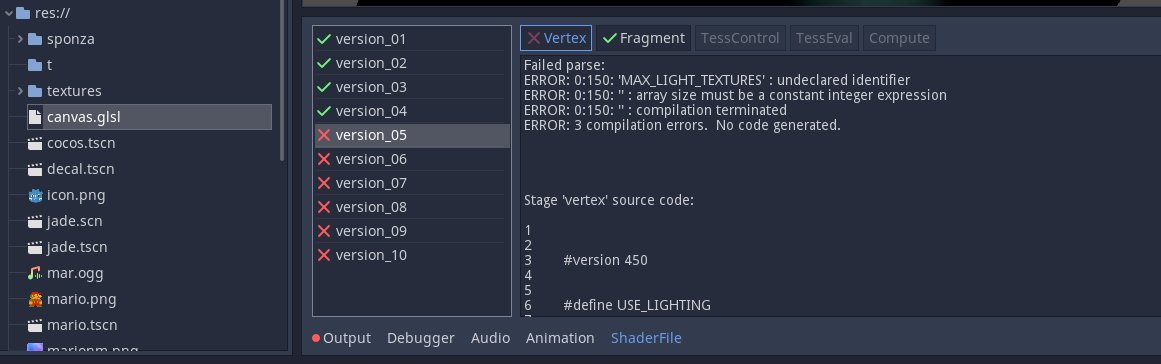 res://
sponza
t
textures
canvas.glsl
cocos.tscn
decal.tscn
icon.png
jade.scn
jade.tscn
mar.ogg
mario.png
mario.tscn
marionm.png
version_01
version_02
version_03
version_04
version_05
version_06
version_07
version_08
version_09
version_10
Vertex Fragment TessControl TessEval Compute
Failed parse:
ERROR: 0:150: 'MAX_LIGHT_TEXTURES' : undeclared identifier
ERROR: 0:150: '' : array size must be a constant integer expression
ERROR: 0:150: '' : compilation terminated
ERROR: 3 compilation errors.  No code generated.
Stage 'vertex' source code:
1
2
3 #version 450
4
5
6 #define USE_LIGHTING
Output Debugger Audio Animation ShaderFile